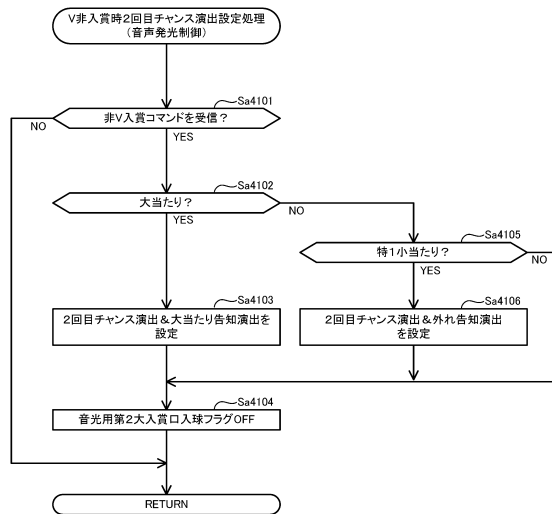 V非入賞時2回目チャンス演出設定処理
(音声発光制御)
Sa4101
非V入賞コマンドを受信?
NO
YES
Sa4102
大当たり?
NO
YES
Sa4105
特1小当たり?
NO
YES
Sa4103
2回目チャンス演出&大当たり告知演出を
設定
Sa4106
2回目チャンス演出&外れ告知演出
を設定
Sa4104
音光用第2大入賞口入球フラグOFF
RETURN